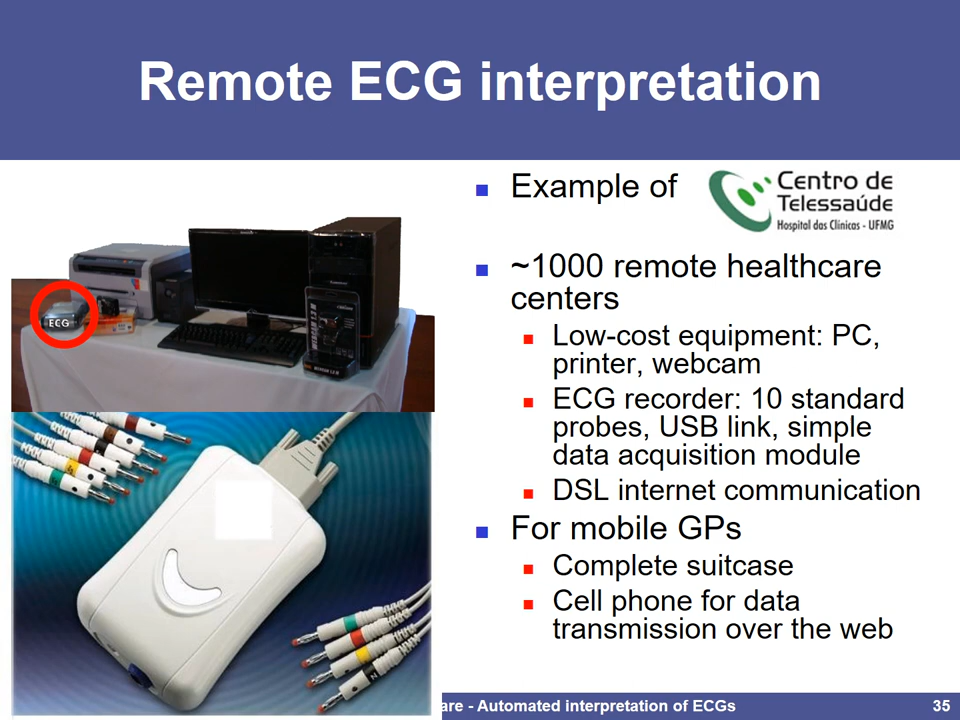 Remote ECG interpretation
Example of
Centro de
Telessaúde
Hospital das Clínicas - UFMG
~1000 remote healthcare
centers
Low-cost equipment: PC,
printer, webcam
ECG recorder: 10 standard
probes, USB link, simple
data acquisition module
DSL internet communication
For mobile GPs
Complete suitcase
Cell phone for data
transmission over the web
ECG
are - Automated interpretation of ECGs
35